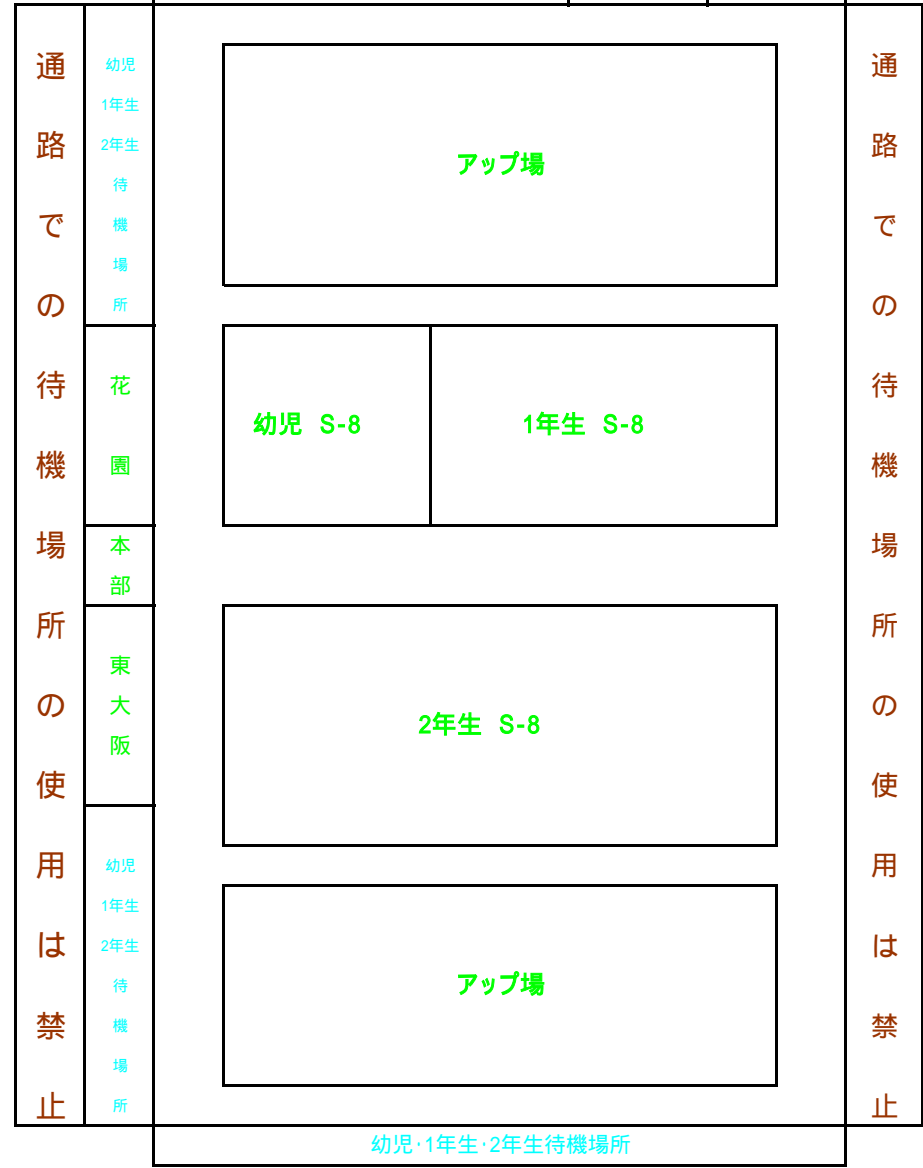 通路での待機場所の使用は禁止
幼児
1年生
2年生
待機場所
花園
本部
東大阪
幼児
1年生
2年生
待機場所
アップ場
幼児 S-8
1年生 S-8
2年生 S-8
アップ場
幼児･1年生･2年生待機場所
通路での待機場所の使用は禁止